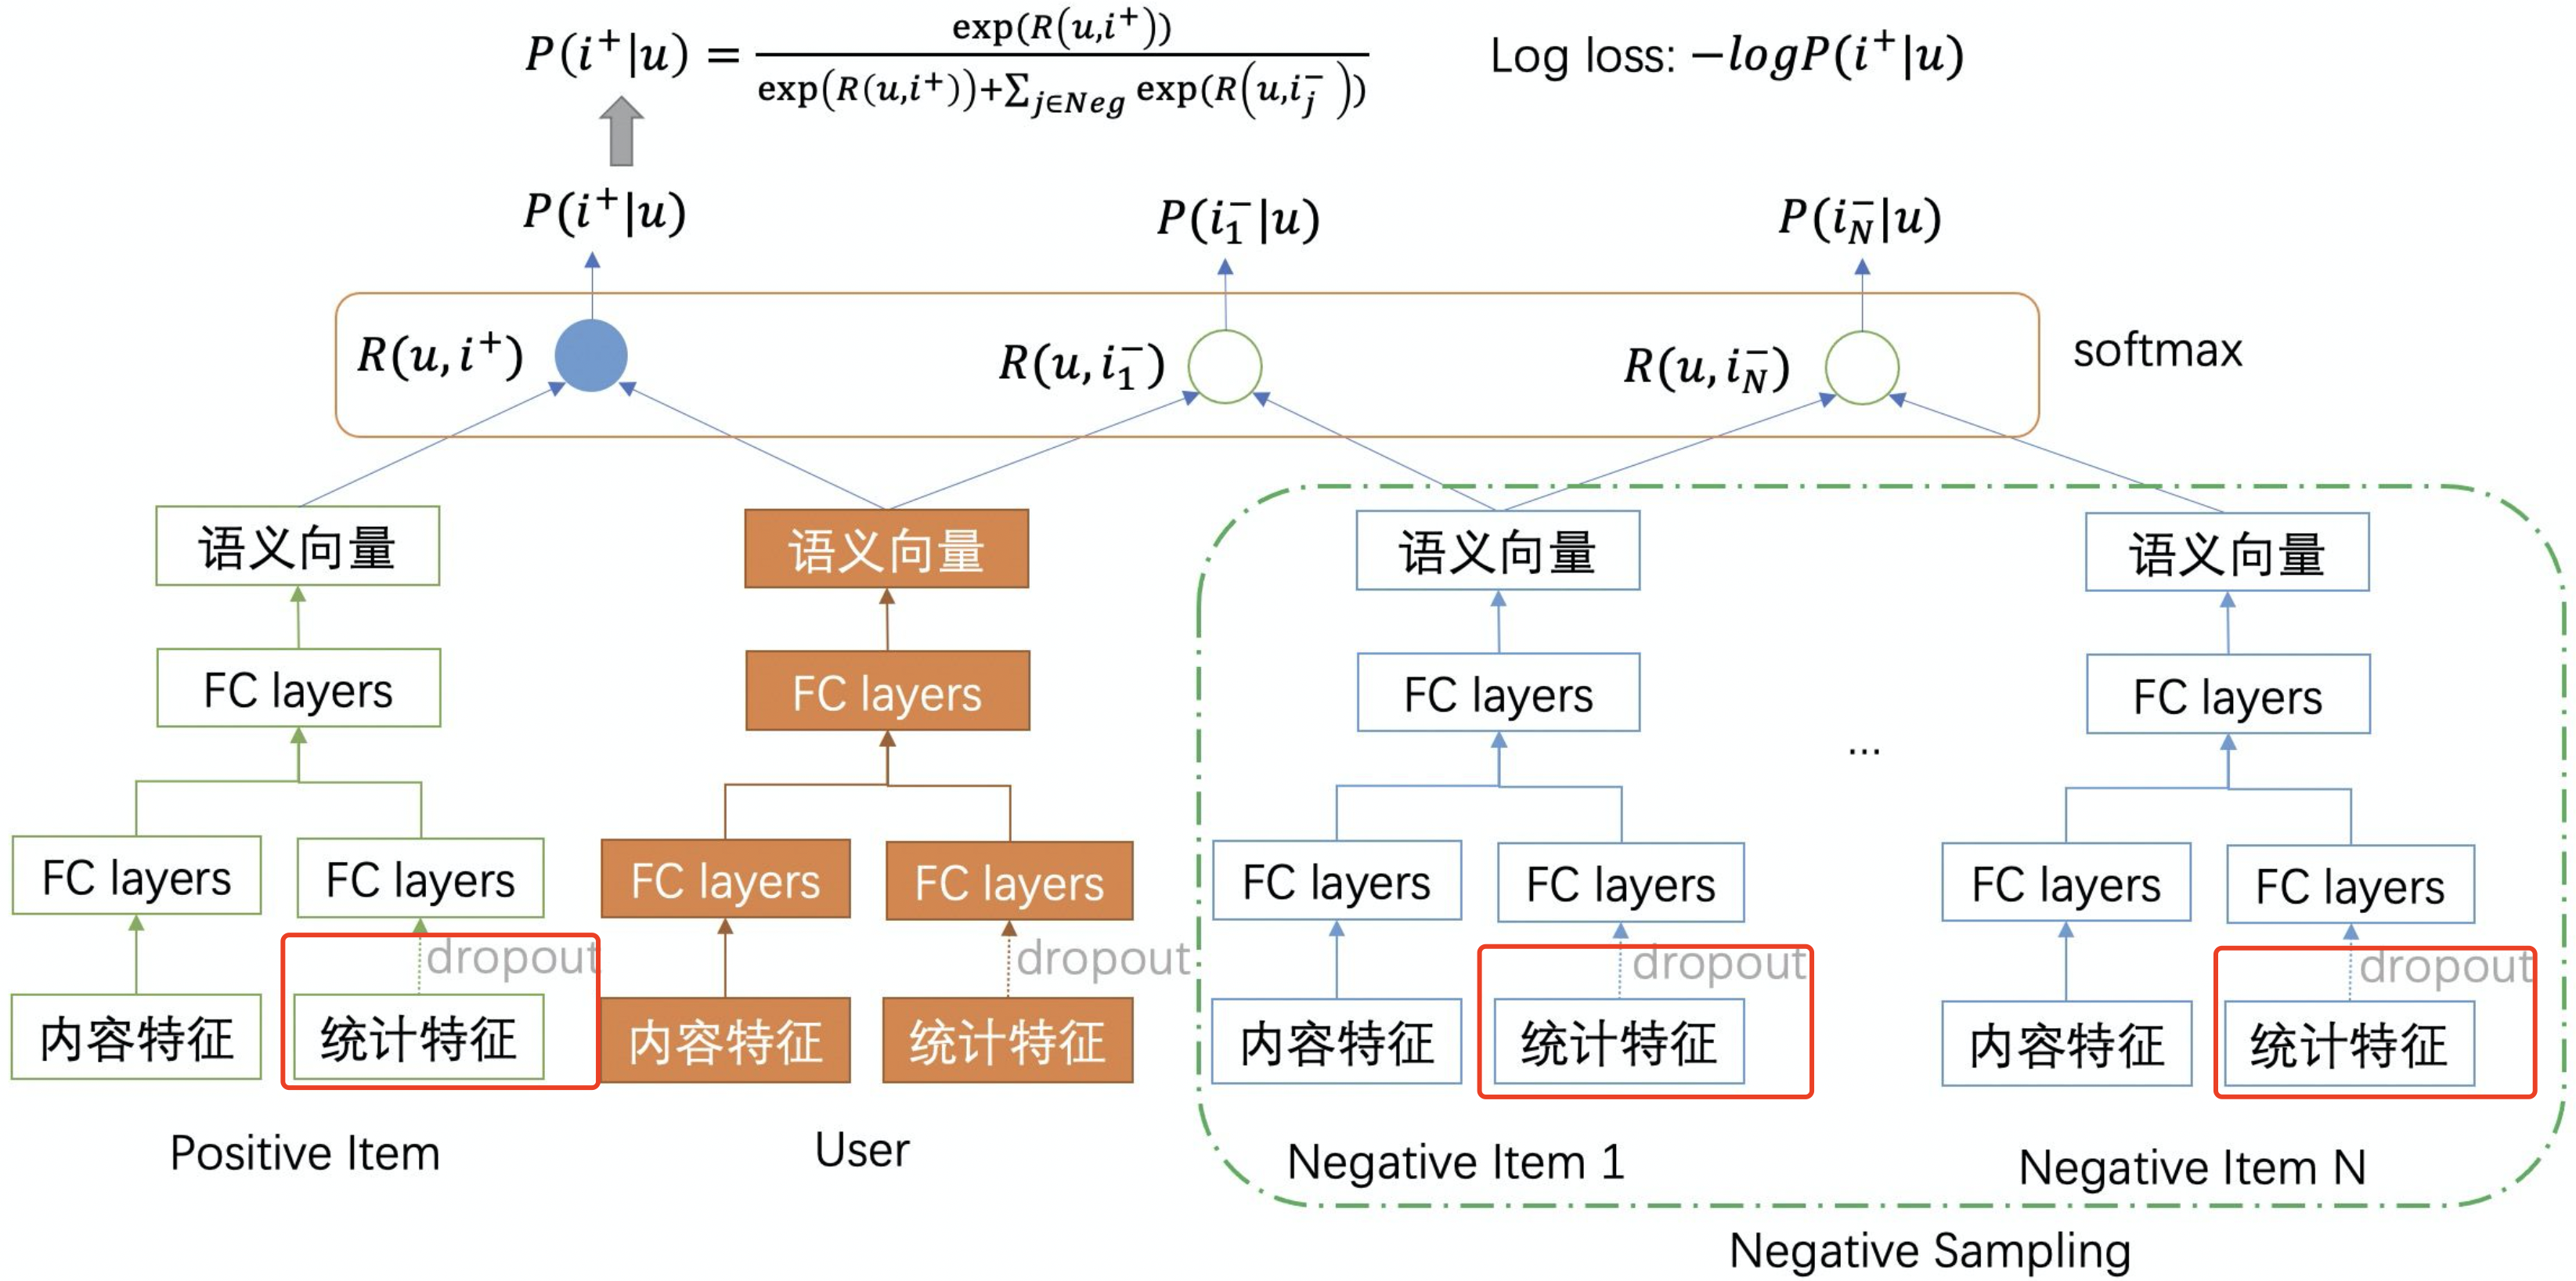 P(i⁺|u) = exp(R(u,i⁺)) / exp(R(u,i⁺))+∑_{j∈Neg} exp(R(u,i_j⁻))
Log loss: −logP(i⁺|u)
P(i⁺|u)
P(i₁⁻|u)
P(i_N⁻|u)
R(u,i⁺)
R(u,i₁⁻)
R(u,i_N⁻)
softmax
语义向量
语义向量
语义向量
语义向量
FC layers
FC layers
FC layers
FC layers
...
FC layers
FC layers
FC layers
FC layers
FC layers
FC layers
FC layers
FC layers
dropout
dropout
dropout
dropout
内容特征
统计特征
内容特征
统计特征
内容特征
统计特征
内容特征
统计特征
Positive Item
User
Negative Item 1
Negative Item N
Negative Sampling